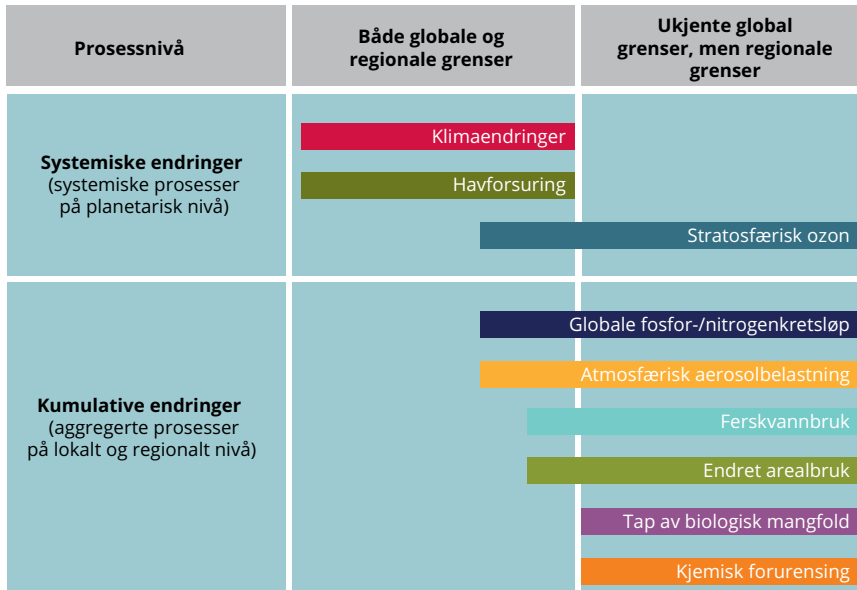 Prosessnivå
Både globale og
regionale grenser
Ukjente global
grenser, men regionale
grenser
Systemiske endringer
(systemiske prosesser
på planetarisk nivå)
Klimaendringer
Havforsuring
Stratosfærisk ozon
Kumulative endringer
(aggregerte prosesser
på lokalt og regionalt nivå)
Globale fosfor-/nitrogenkretsløp
Atmosfærisk aerosolbelastning
Ferskvannbruk
Endret arealbruk
Tap av biologisk mangfold
Kjemisk forurensing